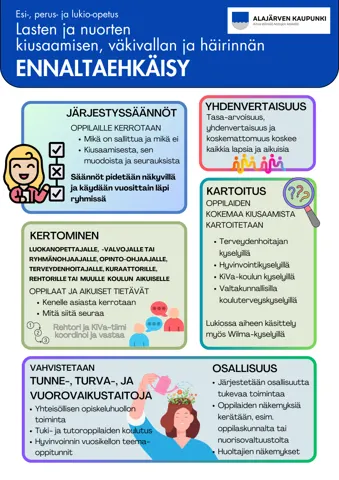 Esi-, perus- ja lukio-opetus
Lasten ja nuorten
kiusaamisen, väkivallan ja häirinnän
ENNALTAEHKÄISY
ALAJÄRVEN KAUPUNKI
JÄRJESTYSSÄÄNNÖT
OPPILAILLE KERROTAAN
• Mikä on sallittua ja mikä ei
• Kiusaamisesta, sen
muodoista ja seurauksista
Säännöt pidetään näkyvillä
ja käydään vuosittain läpi
ryhmissä
YHDENVERTAISUUS
Tasa-arvoisuus,
yhdenvertaisuus ja
koskemattomuus koskee
kaikkia lapsia ja aikuisia
KERTOMINEN
LUOKANOPETTAJALLE, -VALVOJALLE TAI
RYHMÄNOHJAAJALLE, OPINTO-OHJAAJALLE,
TERVEYDENHOITAJALLE, KURAATTORILLE,
REHTORILLE TAI MUULLE KOULUN AIKUISELLE
OPPILAAT JA AIKUISET TIETÄVÄT
• Kenelle asiasta kerrotaan
• Mitä siitä seuraa
1
2
3
Rehtori ja KiVa-tiimi
koordinoi ja vastaa
KARTOITUS
OPPILAIDEN
KOKEMAA KIUSAAMISTA
KARTOITETAAN
• Terveydenhoitajan
kyselyillä
• Hyvinvointikyselyillä
• KiVa-koulun kyselyillä
• Valtakunnallisilla
kouluterveyskyselyillä
Lukiossa aiheen käsittely
myös Wilma-kyselyillä
VAHVISTETAAN
TUNNE-, TURVA-, JA
VUOROVAIKUSTAITOJA
• Yhteisöllisen opiskeluhuollon
toiminta
• Tuki- ja tutoroppilaiden koulutus
• Hyvinvoinnin vuosikellon teema-
oppitunnit
OSALLISUUS
• Järjestetään osallisuutta
tukevaa toimintaa
• Oppilaiden näkemyksiä
kerätään, esim.
oppilaskunnalta tai
nuorisovaltuustolta
• Huoltajien näkemykset